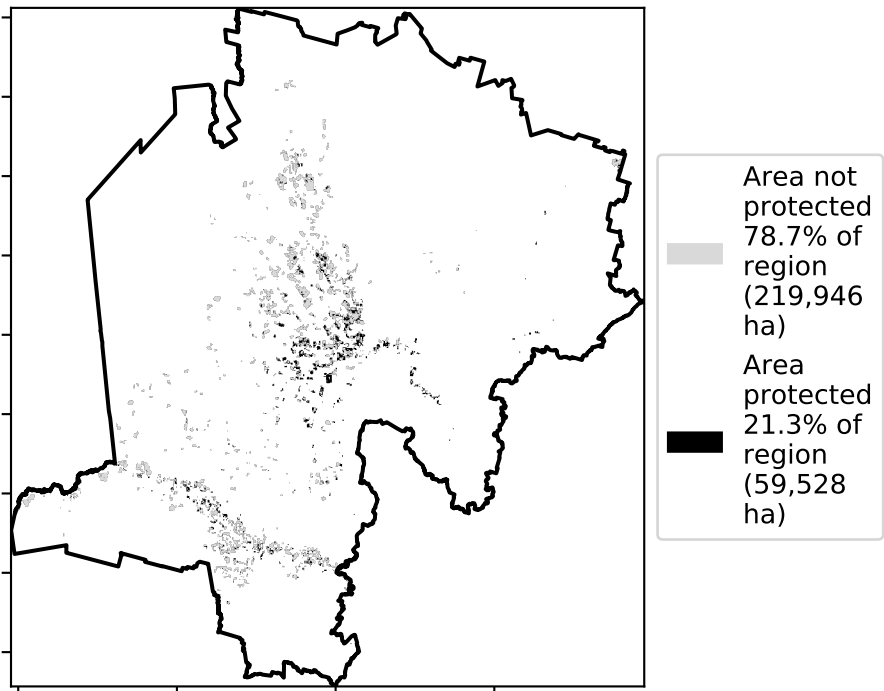 Area not
protected
78.7% of
region
(219,946
ha)
Area
protected
21.3% of
region
(59,528
ha)